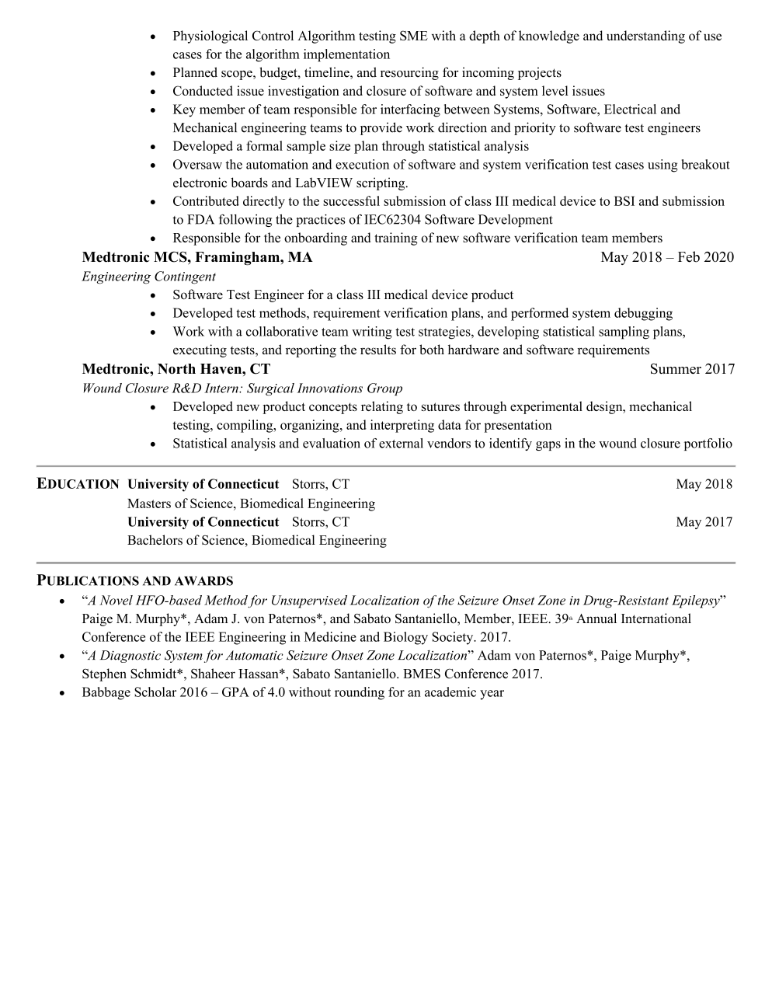 • Physiological Control Algorithm testing SME with a depth of knowledge and understanding of use
cases for the algorithm implementation
• Planned scope, budget, timeline, and resourcing for incoming projects
• Conducted issue investigation and closure of software and system level issues
• Key member of team responsible for interfacing between Systems, Software, Electrical and
Mechanical engineering teams to provide work direction and priority to software test engineers
• Developed a formal sample size plan through statistical analysis
• Oversaw the automation and execution of software and system verification test cases using breakout
electronic boards and LabVIEW scripting.
• Contributed directly to the successful submission of class III medical device to BSI and submission
to FDA following the practices of IEC62304 Software Development
• Responsible for the onboarding and training of new software verification team members
Medtronic MCS, Framingham, MA May 2018 – Feb 2020
Engineering Contingent
• Software Test Engineer for a class III medical device product
• Developed test methods, requirement verification plans, and performed system debugging
• Work with a collaborative team writing test strategies, developing statistical sampling plans,
executing tests, and reporting the results for both hardware and software requirements
Medtronic, North Haven, CT Summer 2017
Wound Closure R&D Intern: Surgical Innovations Group
• Developed new product concepts relating to sutures through experimental design, mechanical
testing, compiling, organizing, and interpreting data for presentation
• Statistical analysis and evaluation of external vendors to identify gaps in the wound closure portfolio
EDUCATION University of Connecticut Storrs, CT May 2018
Masters of Science, Biomedical Engineering
University of Connecticut Storrs, CT May 2017
Bachelors of Science, Biomedical Engineering
PUBLICATIONS AND AWARDS
• “A Novel HFO-based Method for Unsupervised Localization of the Seizure Onset Zone in Drug-Resistant Epilepsy”
Paige M. Murphy*, Adam J. von Paternos*, and Sabato Santaniello, Member, IEEE. 39th Annual International
Conference of the IEEE Engineering in Medicine and Biology Society. 2017.
• “A Diagnostic System for Automatic Seizure Onset Zone Localization” Adam von Paternos*, Paige Murphy*,
Stephen Schmidt*, Shaheer Hassan*, Sabato Santaniello. BMES Conference 2017.
• Babbage Scholar 2016 – GPA of 4.0 without rounding for an academic year